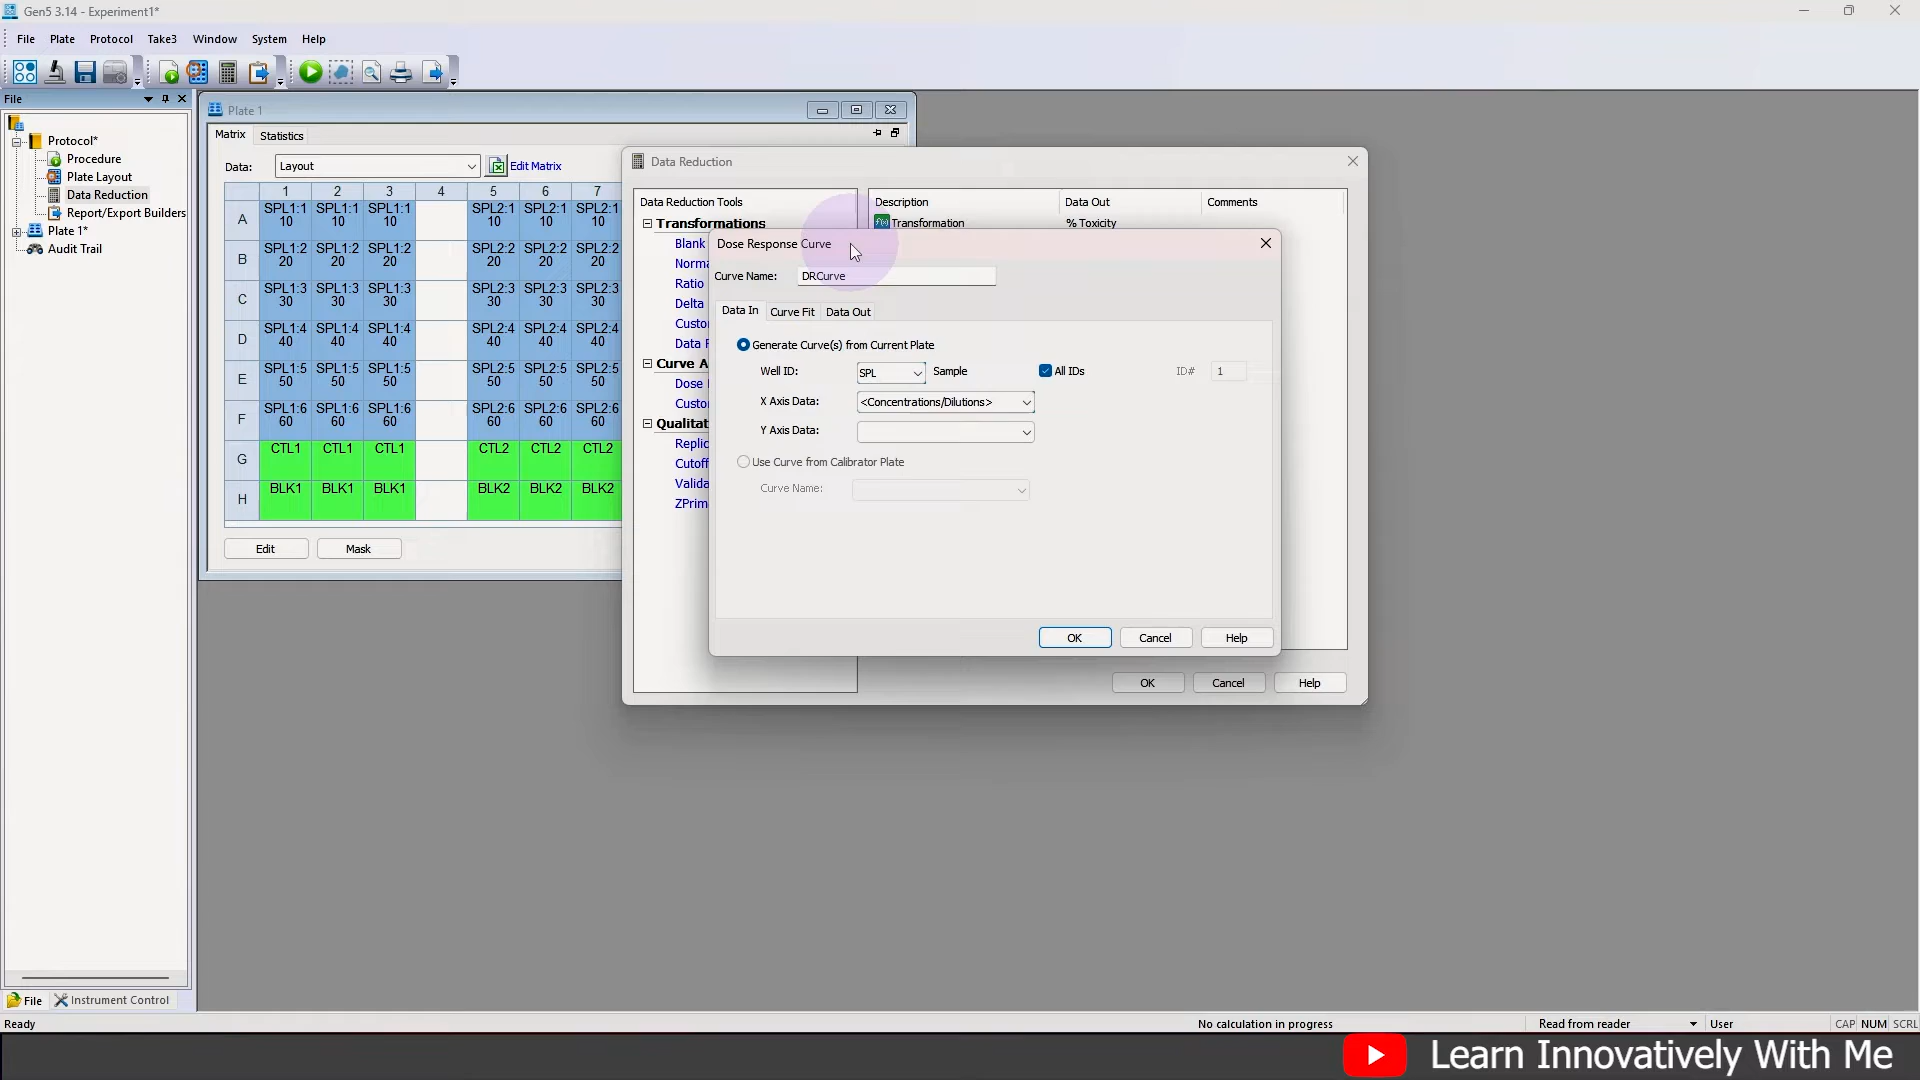 Gen5 3.14 - Experiment1*
File Plate Protocol Take3 Window System Help
File
Protocol*
Procedure
Plate Layout
Data Reduction
Report/Export Builders
Plate 1*
Audit Trail
File Instrument Control
Plate 1
Matrix Statistics
Data: Layout Edit Matrix
1 2 3 4 5 6 7
A SPL1:1 SPL1:1 SPL1:1 SPL2:1 SPL2:1 SPL2:1
10 10 10 10 10 10
B SPL1:2 SPL1:2 SPL1:2 SPL2:2 SPL2:2 SPL2:2
20 20 20 20 20 20
C SPL1:3 SPL1:3 SPL1:3 SPL2:3 SPL2:3 SPL2:3
30 30 30 30 30 30
D SPL1:4 SPL1:4 SPL1:4 SPL2:4 SPL2:4 SPL2:4
40 40 40 40 40 40
E SPL1:5 SPL1:5 SPL1:5 SPL2:5 SPL2:5 SPL2:5
50 50 50 50 50 50
F SPL1:6 SPL1:6 SPL1:6 SPL2:6 SPL2:6 SPL2:6
60 60 60 60 60 60
G CTL1 CTL1 CTL1 CTL2 CTL2 CTL2
H BLK1 BLK1 BLK1 BLK2 BLK2 BLK2
Edit Mask
Data Reduction
Data Reduction Tools
Transformations
Blank
Norma
Ratio
Delta
Custo
Data F
Curve A
Dose
Custo
Qualitat
Replic
Cutoff
Valida
ZPrim
Description Data Out Comments
Transformation % Toxicity
Dose Response Curve
Curve Name: DRCurve
Data In Curve Fit Data Out
Generate Curve(s) from Current Plate
Well ID: SPL Sample All IDs ID# 1
X Axis Data: <Concentrations/Dilutions>
Y Axis Data:
Use Curve from Calibrator Plate
Curve Name:
OK Cancel Help
OK Cancel Help
Ready No calculation in progress Read from reader User CAP NUM SCRL
Learn Innovatively With Me